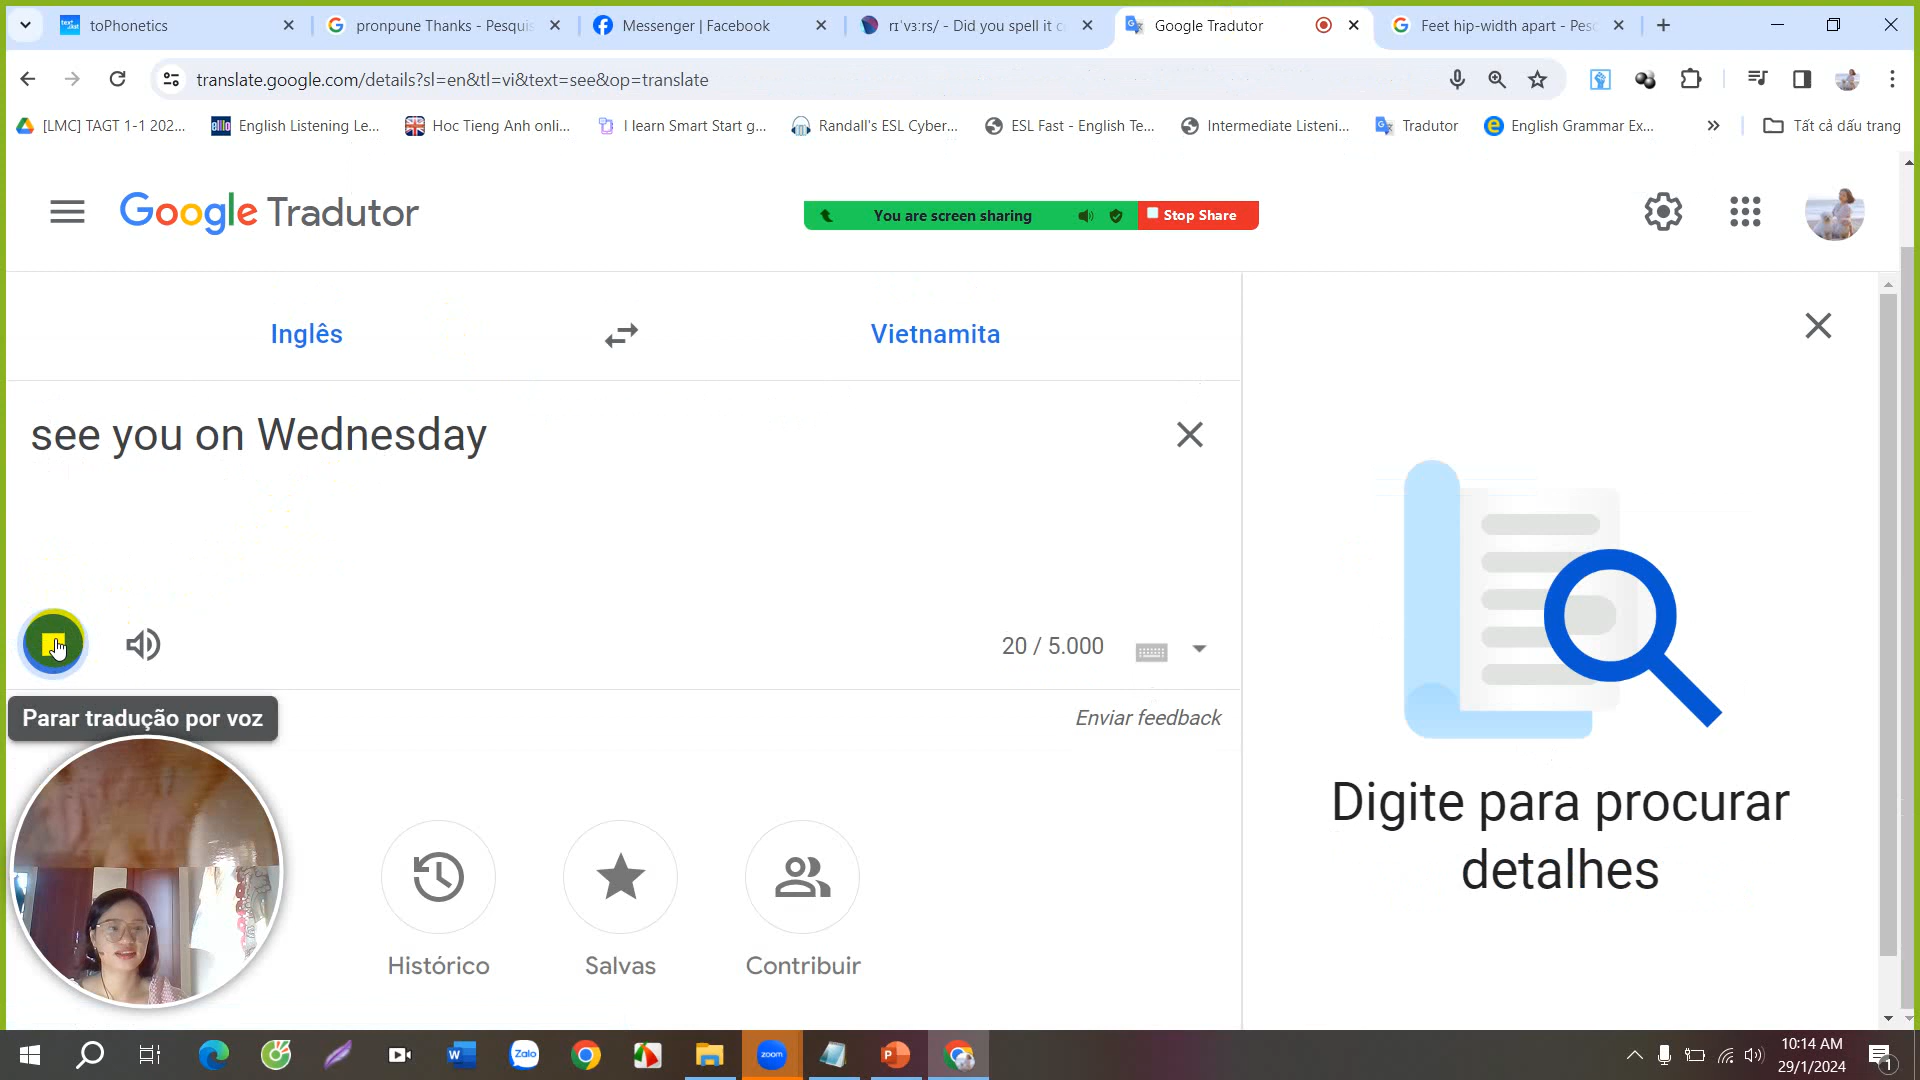 toPhonetics
pronpune Thanks - Pesquis
Messenger | Facebook
rɪˈvɜːrs/ - Did you spell it c
Google Tradutor
Feet hip-width apart - Pesc
translate.google.com/details?sl=en&tl=vi&text=see&op=translate
[LMC] TAGT 1-1 202...
English Listening Le...
Hoc Tieng Anh onli...
I learn Smart Start g...
Randall's ESL Cyber...
ESL Fast - English Te...
Intermediate Listeni...
Tradutor
English Grammar Ex...
Tất cả dấu trang
Google Tradutor
You are screen sharing
Stop Share
Inglês
Vietnamita
see you on Wednesday
20 / 5.000
Parar tradução por voz
Enviar feedback
Digite para procurar
detalhes
Histórico
Salvas
Contribuir
Zalo
zoom
10:14 AM
29/1/2024
1